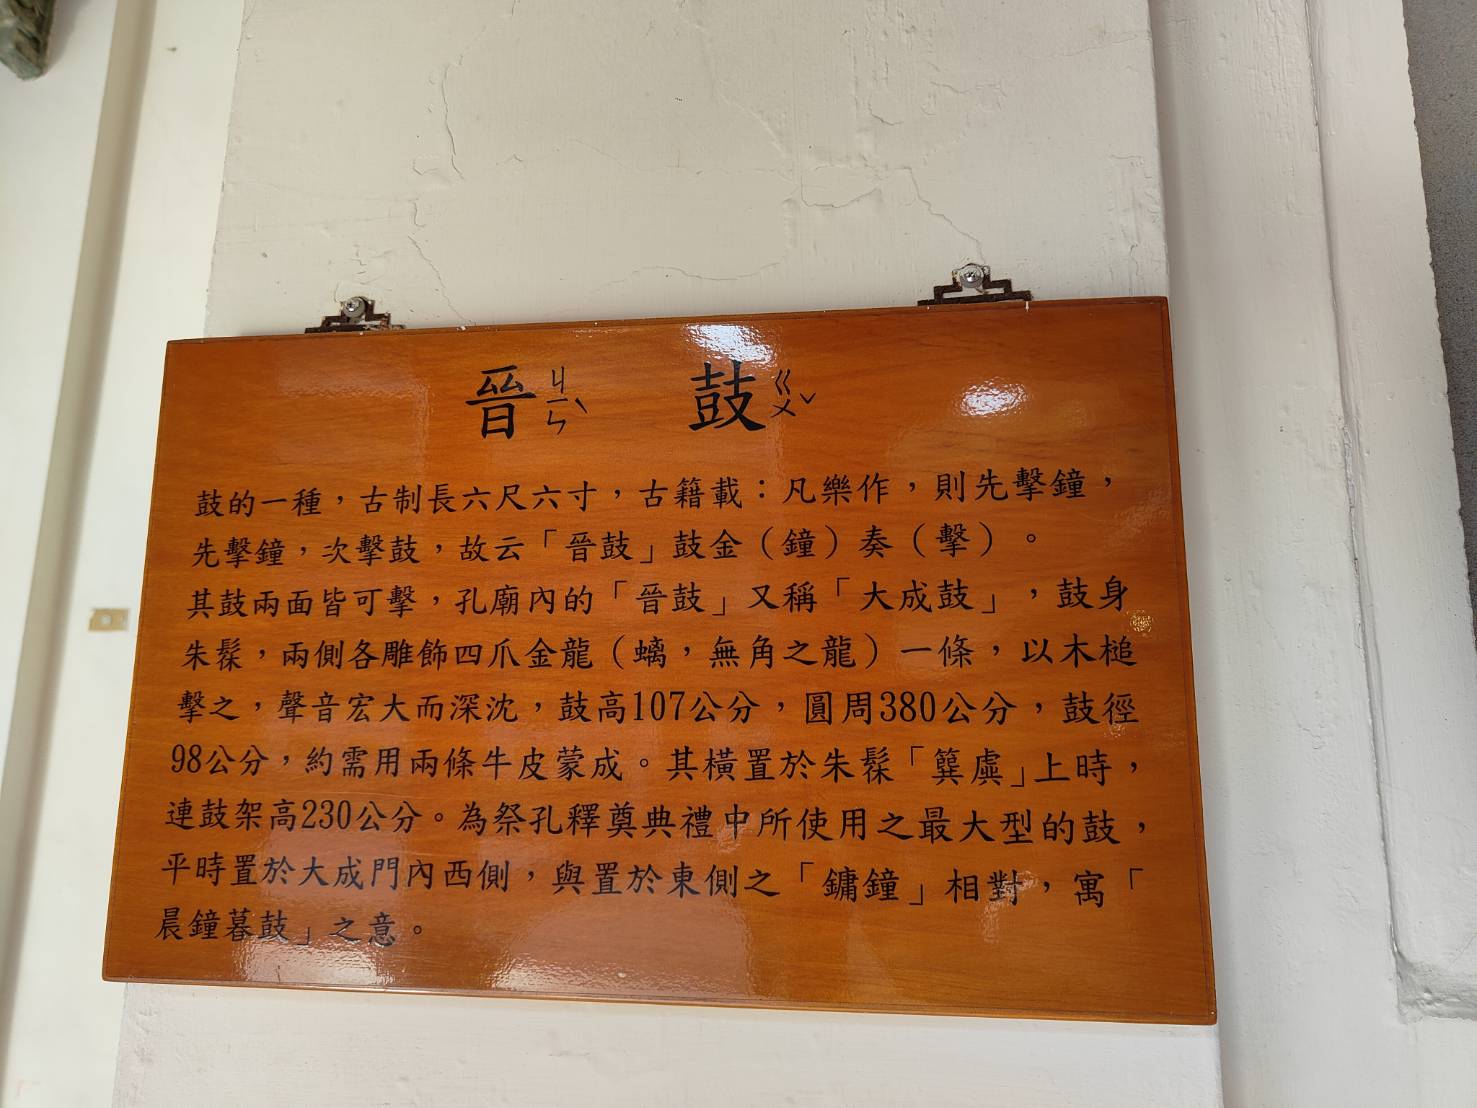 晉ㄐㄧㄣˋ 鼓ㄍㄨˇ
鼓的一種，古制長六尺六寸，古籍載：凡樂作，則先擊鐘，
先擊鐘，次擊鼓，故云「晉鼓」鼓金（鐘）奏（擊）。
其鼓兩面皆可擊，孔廟內的「晉鼓」又稱「大成鼓」，鼓身
朱髹，兩側各雕飾四爪金龍（螭，無角之龍）一條，以木槌
擊之，聲音宏大而深沈，鼓高107公分，圓周380公分，鼓徑
98公分，約需用兩條牛皮蒙成。其橫置於朱髹「簨虡」上時，
連鼓架高230公分。為祭孔釋奠典禮中所使用之最大型的鼓，
平時置於大成門內西側，與置於東側之「鏞鐘」相對，寓「
晨鐘暮鼓」之意。